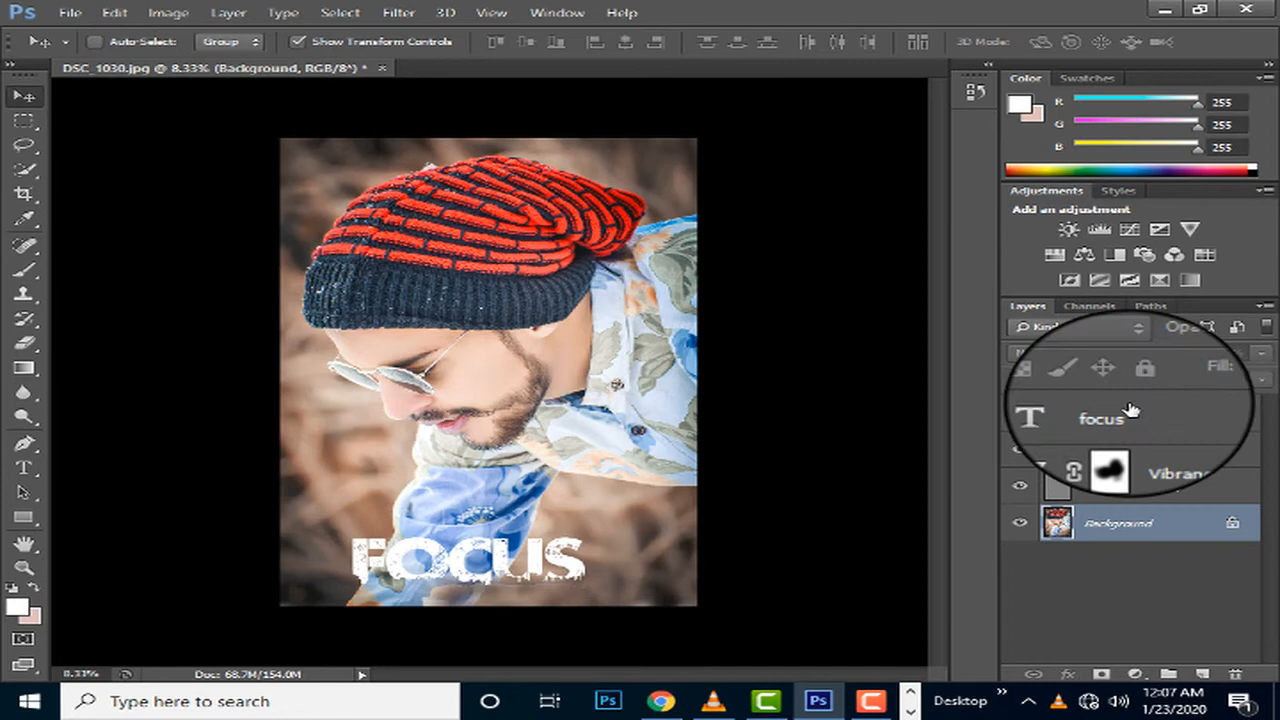 Ps File Edit Image Layer Type Select Filter 3D View Window Help
Auto-Select: Group Show Transform Controls 3D Mode:
DSC_1030.jpg @ 8.33% (Background, RGB/8*) *
Color Swatches
R 255
G 255
B 255
Adjustments Styles
Add an adjustment
Layers Channels Paths
Kind
Fill:
T focus
Background
FOCUS
8.33% Doc: 68.7M/154.0M
Type here to search
Desktop
12:07 AM
1/23/2020